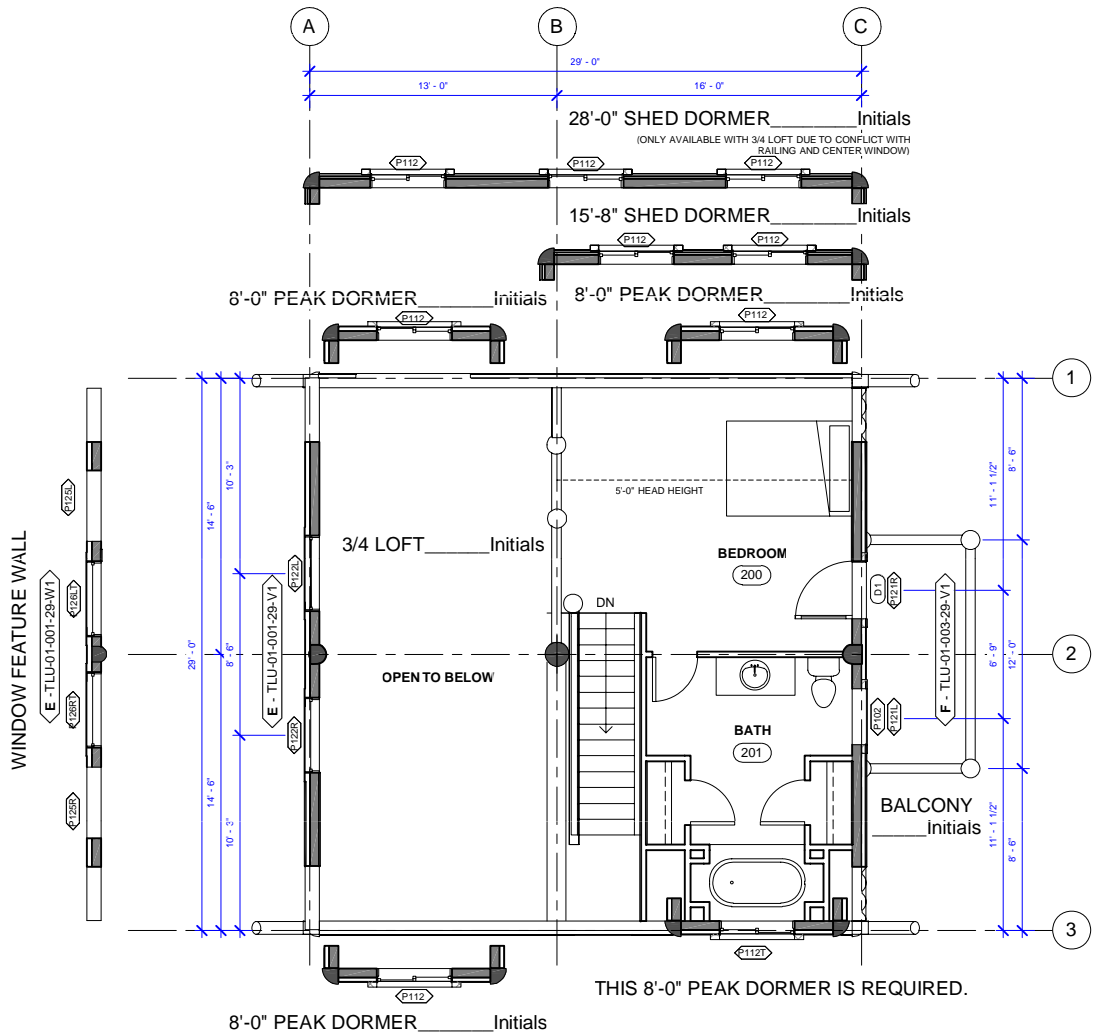 A
B
C
29' - 0"
13' - 0"
16' - 0"
28'-0" SHED DORMER________Initials
(ONLY AVAILABLE WITH 3/4 LOFT DUE TO CONFLICT WITH
RAILING AND CENTER WINDOW)
P112
P112
P112
15'-8" SHED DORMER________Initials
P112
P112
8'-0" PEAK DORMER_______Initials
8'-0" PEAK DORMER_______Initials
P112
P112
1
WINDOW FEATURE WALL
E - TLU-01-001-29-W1
P125L
P126LT
P126RT
P125R
29' - 0"
14' - 6"
14' - 6"
10' - 3"
8' - 6"
10' - 3"
E - TLU-01-001-29-V1
P122L
P122R
3/4 LOFT______Initials
OPEN TO BELOW
5'-0" HEAD HEIGHT
BEDROOM
200
DN
BATH
201
D1
P121R
P102
P121L
F - TLU-01-003-29-V1
11' - 1 1/2"
6' - 9"
11' - 1 1/2"
8' - 6"
12' - 0"
8' - 6"
2
BALCONY
_____Initials
3
P112T
THIS 8'-0" PEAK DORMER IS REQUIRED.
P112
8'-0" PEAK DORMER_______Initials